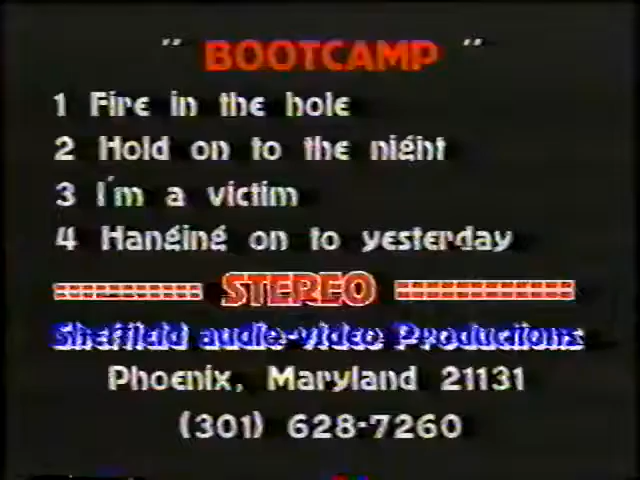 " BOOTCAMP "
1 Fire in the hole
2 Hold on to the night
3 I'm a victim
4 Hanging on to yesterday
STEREO
Sheffield audio-video Productions
Phoenix, Maryland 21131
(301) 628-7260